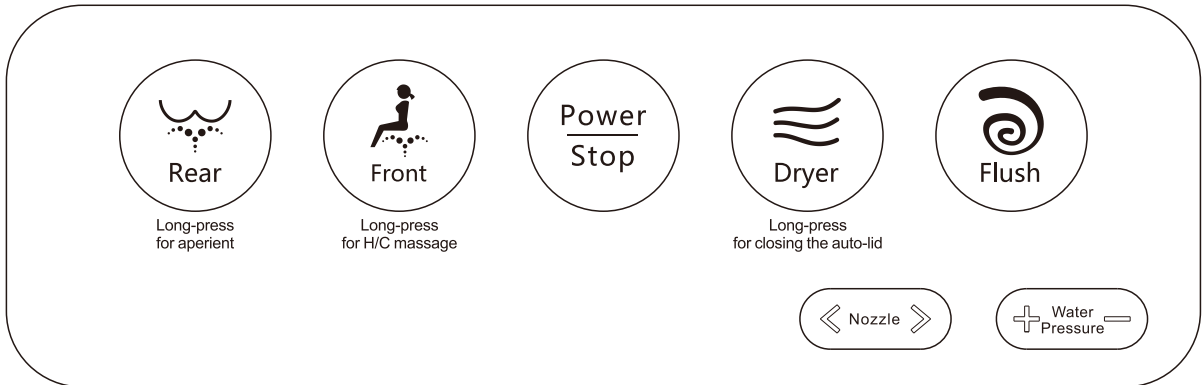 Rear
Long-press
for aperient
Front
Long-press
for H/C massage
Power
Stop
Dryer
Long-press
for closing the auto-lid
Flush
Nozzle
Water
Pressure